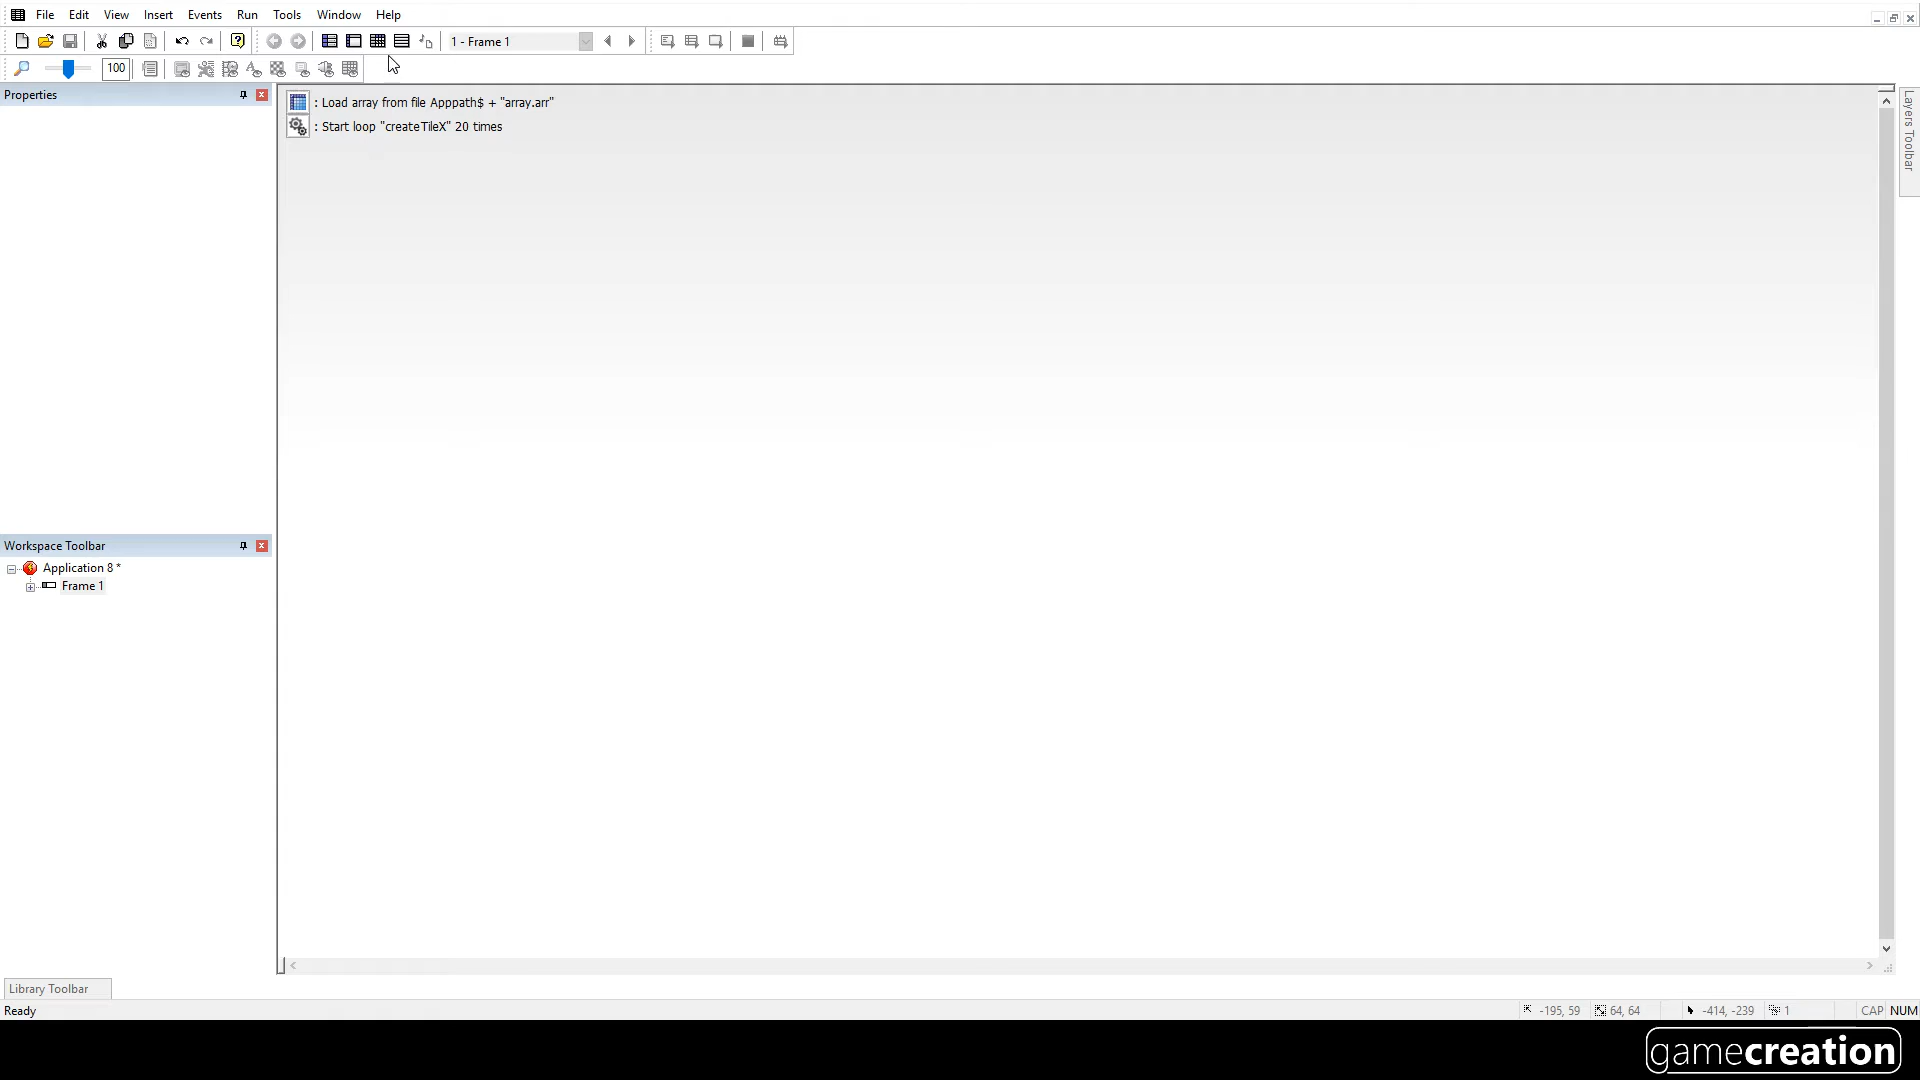 File Edit View Insert Events Run Tools Window Help
1 - Frame 1
100
Properties
: Load array from file Apppath$ + "array.arr"
: Start loop "createTileX" 20 times
Layers Toolbar
Workspace Toolbar
Application 8 *
Frame 1
Library Toolbar
Ready -195, 59 64, 64 -414, -239 1 CAP NUM
gamecreation